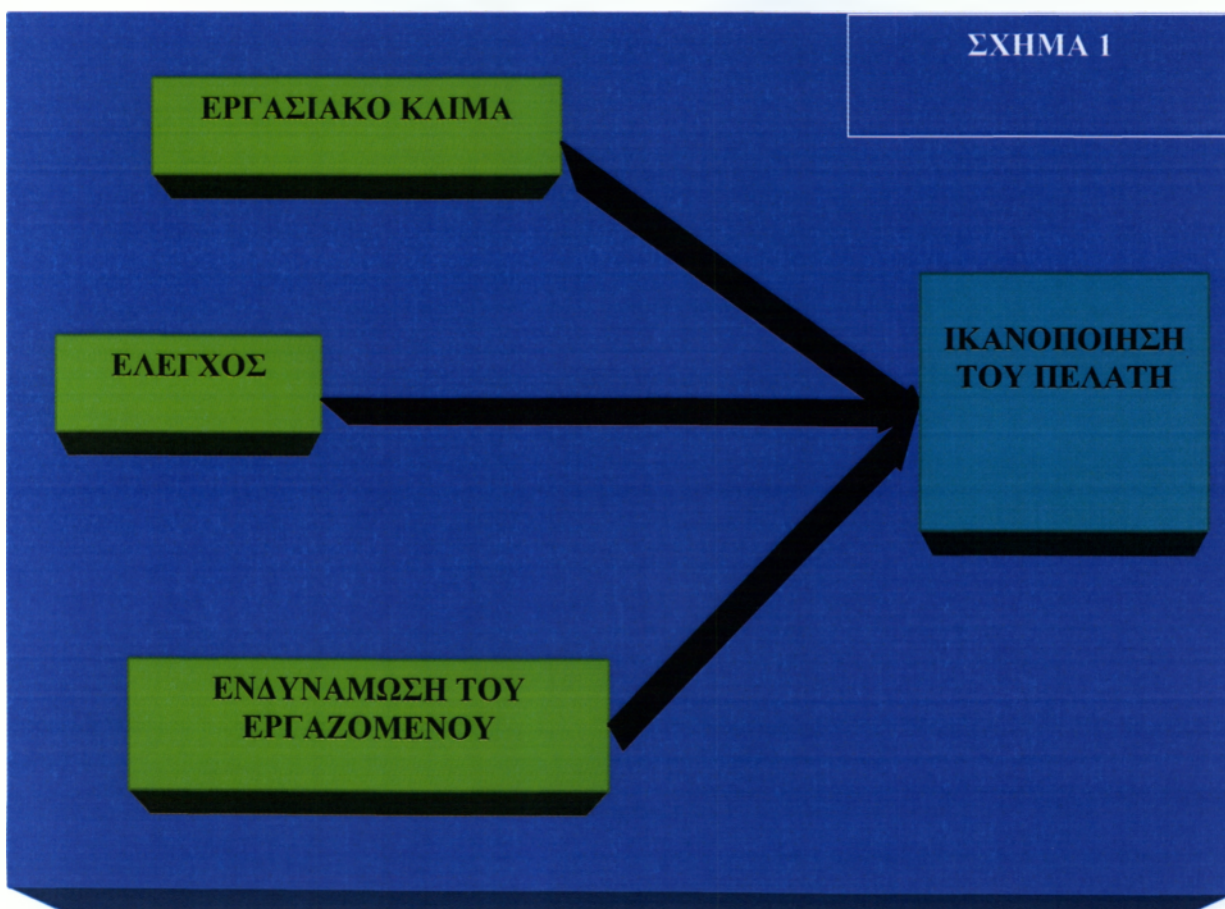 ΣΧΗΜΑ 1
ΕΡΓΑΣΙΑΚΟ ΚΛΙΜΑ
ΕΛΕΓΧΟΣ
ΙΚΑΝΟΠΟΙΗΣΗ
ΤΟΥ ΠΕΛΑΤΗ
ΕΝΔΥΝΑΜΩΣΗ ΤΟΥ
ΕΡΓΑΖΟΜΕΝΟΥ